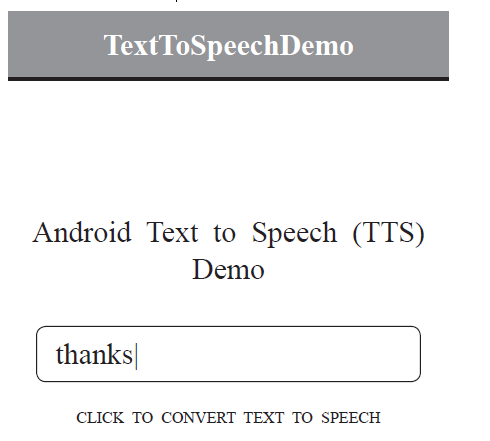 TextToSpeechDemo
Android Text to Speech (TTS)
Demo
thanks
CLICK TO CONVERT TEXT TO SPEECH